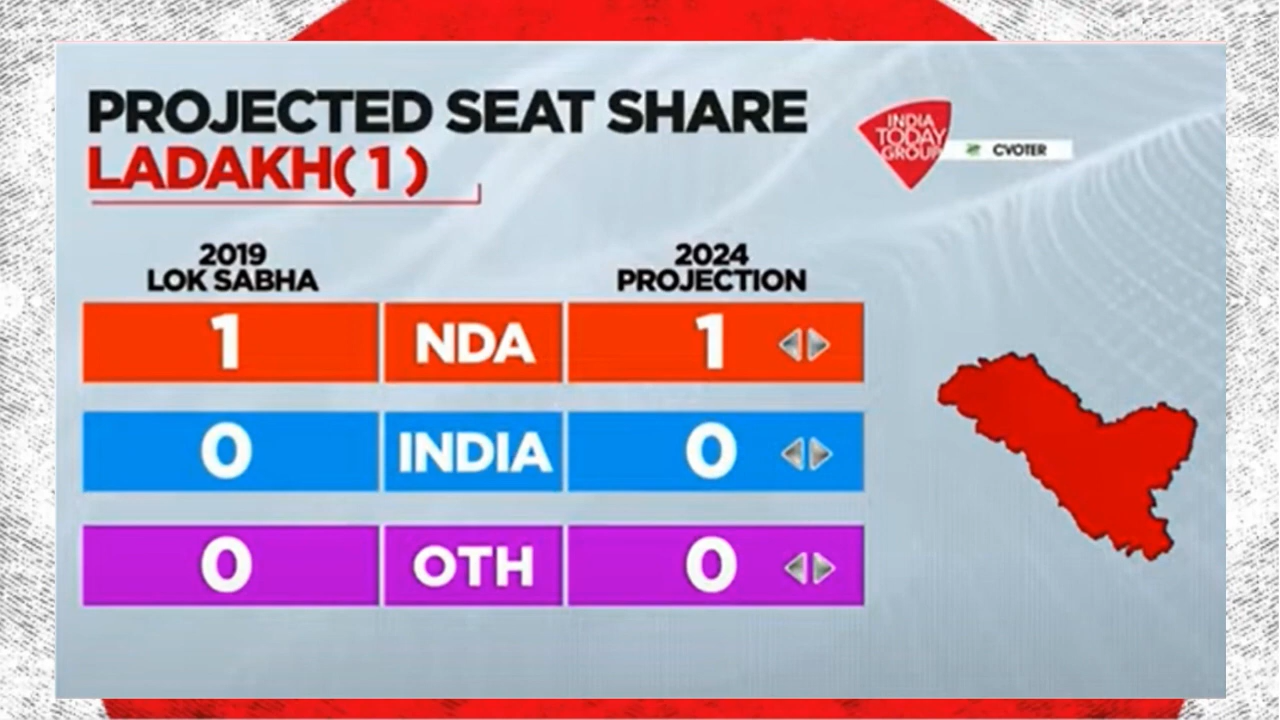 PROJECTED SEAT SHARE
LADAKH(1)
INDIA
TODAY
GROUP
CVOTER
2019
LOK SABHA
2024
PROJECTION
1 NDA 1
0 INDIA 0
0 OTH 0